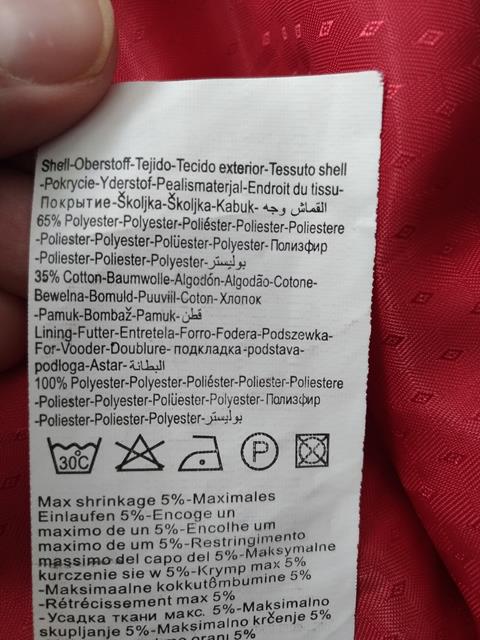 Shell-Oberstoff-Tejido-Tecido exterior-Tessuto shell
-Pokrycie-Yderstof-Pealismaterjal-Endroit du tissu-
Покрытие-Školjka-Školjka-Kabuk- القماش وجه
65% Polyester-Polyester-Poliéster-Poliester-Poliestere
-Poliester-Polyester-Polüester-Polyester-Полизфир
-Poliester-Poliester-Polyester-بوليستر
35% Cotton-Baumwolle-Algodón-Algodão-Cotone-
Bewelna-Bomuld-Puuviil-Coton-Хлопок
-Pamuk-Bombaž-Pamuk-قطن
Lining-Futter-Entretela-Forro-Fodera-Podszewka-
For-Vooder-Doublure- подкладка-podstava-
podloga-Astar- البطانة
100% Polyester-Polyester-Poliéster-Poliester-Poliestere
-Poliester-Polyester-Polüester-Polyester-Полизфир
-Poliester-Poliester-Polyester-بوليستر
30°C P
Max shrinkage 5%-Maximales
Einlaufen 5%-Encoge un
maximo de un 5%-Encolhe um
maximo de um 5%-Restringimento
massimo del capo del 5%-Maksymalne
kurczenie sie w 5%-Krymp max 5%
-Maksimaalne kokkutõmbumine 5%
-Rétrécissement max 5%
-Усадка ткани макс. 5%-Maksimalno
skupljanje 5%-Maksimalno krčenje 5%
orani 5%